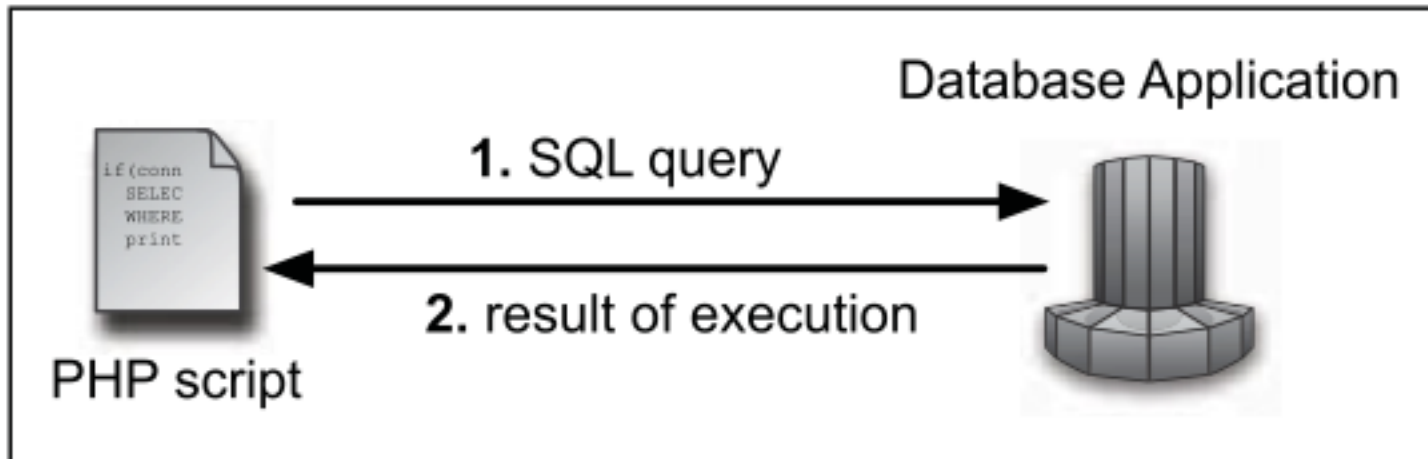 Database Application
1. SQL query
if(conn
SELEC
WHERE
print
2. result of execution
PHP script